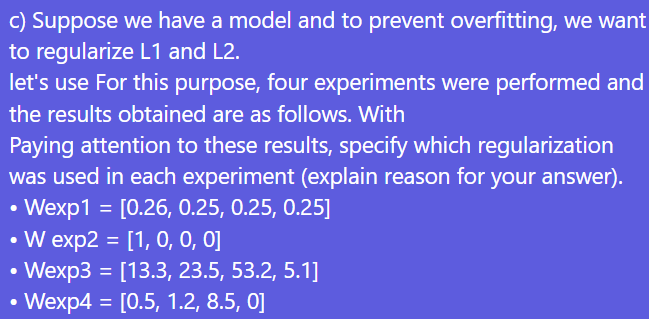 c) Suppose we have a model and to prevent overfitting, we want
to regularize L1 and L2.
let's use For this purpose, four experiments were performed and
the results obtained are as follows. With
Paying attention to these results, specify which regularization
was used in each experiment (explain reason for your answer).
• Wexp1 = [0.26, 0.25, 0.25, 0.25]
• W exp2 = [1, 0, 0, 0]
• Wexp3 = [13.3, 23.5, 53.2, 5.1]
• Wexp4 = [0.5, 1.2, 8.5, 0]